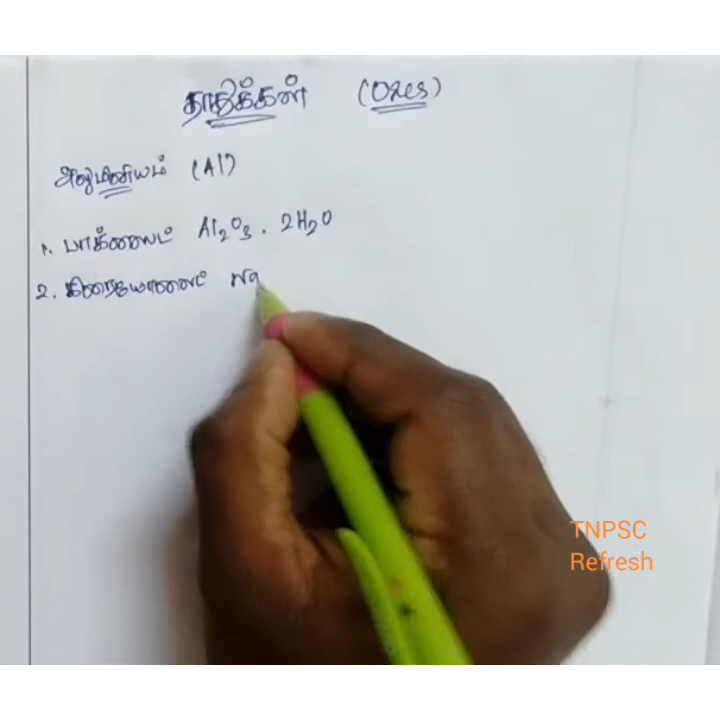 தாதுக்கள் (Ores)
அலுமினியம் (Al)
1. பாக்ஸைட் Al₂O₃ . 2H₂O
2. கிரையோலைட் Na
TNPSC
Refresh